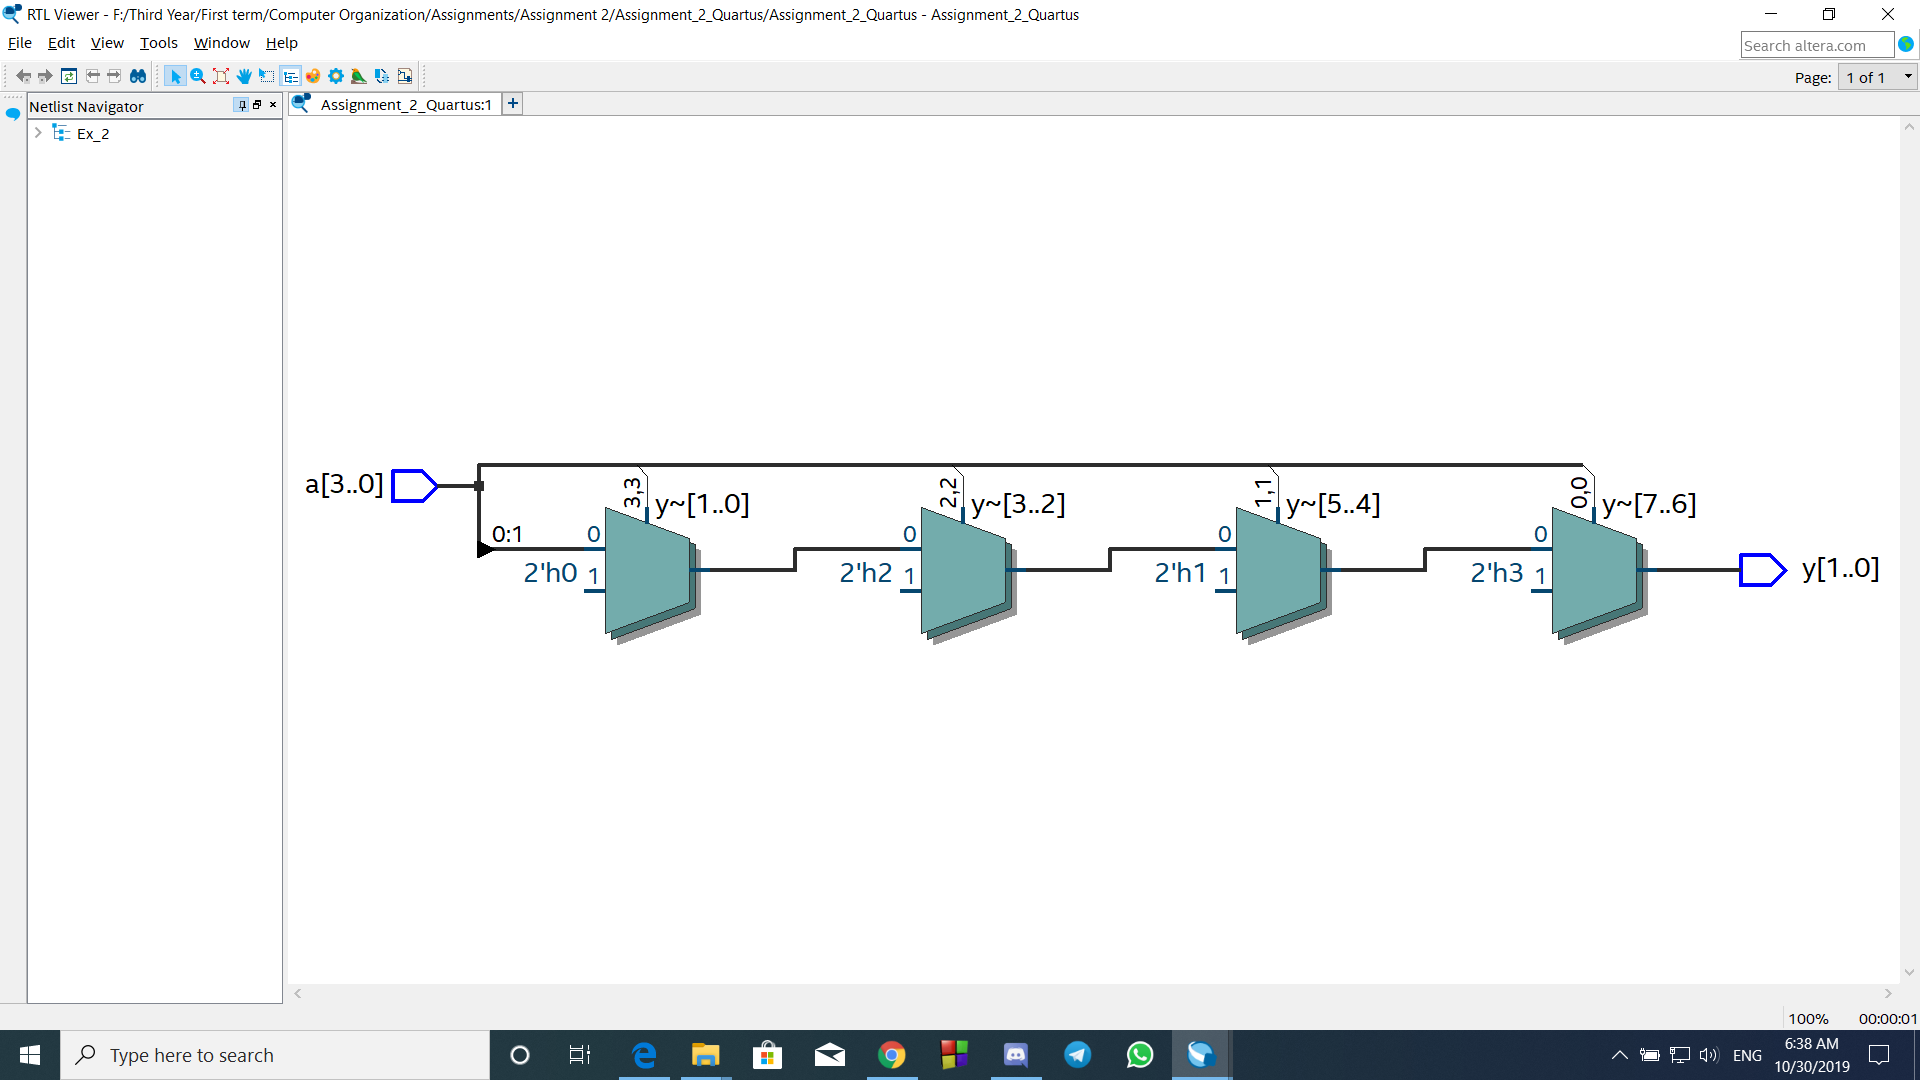 RTL Viewer - F:/Third Year/First term/Computer Organization/Assignments/Assignment 2/Assignment_2_Quartus/Assignment_2_Quartus - Assignment_2_Quartus
File Edit View Tools Window Help
Search altera.com
Page: 1 of 1
Netlist Navigator
Assignment_2_Quartus:1
Ex_2
a[3..0]
0:1
3,3
y~[1..0]
0
2'h0 1
2,2
y~[3..2]
0
2'h2 1
1,1
y~[5..4]
0
2'h1 1
0,0
y~[7..6]
0
2'h3 1
y[1..0]
100% 00:00:01
Type here to search
ENG
6:38 AM
10/30/2019